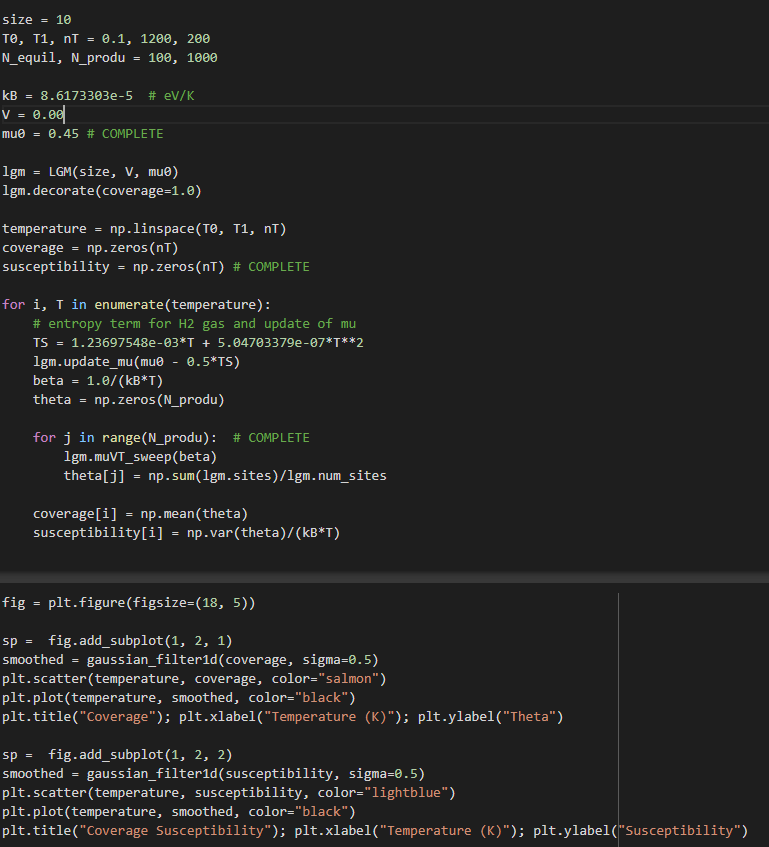 size = 10
T0, T1, nT = 0.1, 1200, 200
N_equil, N_produ = 100, 1000
kB = 8.6173303e-5  # eV/K
V = 0.00
mu0 = 0.45 # COMPLETE
lgm = LGM(size, V, mu0)
lgm.decorate(coverage=1.0)
temperature = np.linspace(T0, T1, nT)
coverage = np.zeros(nT)
susceptibility = np.zeros(nT) # COMPLETE
for i, T in enumerate(temperature):
    # entropy term for H2 gas and update of mu
    TS = 1.23697548e-03*T + 5.04703379e-07*T**2
    lgm.update_mu(mu0 - 0.5*TS)
    beta = 1.0/(kB*T)
    theta = np.zeros(N_produ)
    for j in range(N_produ):  # COMPLETE
        lgm.muVT_sweep(beta)
        theta[j] = np.sum(lgm.sites)/lgm.num_sites
    coverage[i] = np.mean(theta)
    susceptibility[i] = np.var(theta)/(kB*T)
fig = plt.figure(figsize=(18, 5))
sp =  fig.add_subplot(1, 2, 1)
smoothed = gaussian_filter1d(coverage, sigma=0.5)
plt.scatter(temperature, coverage, color="salmon")
plt.plot(temperature, smoothed, color="black")
plt.title("Coverage"); plt.xlabel("Temperature (K)"); plt.ylabel("Theta")
sp =  fig.add_subplot(1, 2, 2)
smoothed = gaussian_filter1d(susceptibility, sigma=0.5)
plt.scatter(temperature, susceptibility, color="lightblue")
plt.plot(temperature, smoothed, color="black")
plt.title("Coverage Susceptibility"); plt.xlabel("Temperature (K)"); plt.ylabel("Susceptibility")